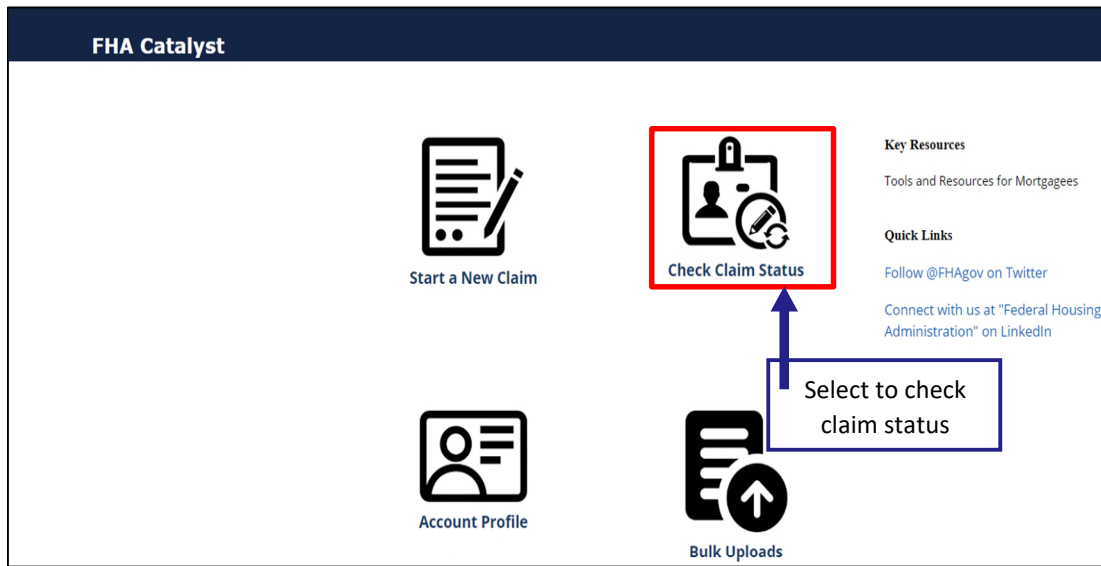 FHA Catalyst
Start a New Claim
Check Claim Status
Key Resources
Tools and Resources for Mortgagees
Quick Links
Follow @FHAgov on Twitter
Connect with us at "Federal Housing
Administration" on LinkedIn
Select to check
claim status
Account Profile
Bulk Uploads